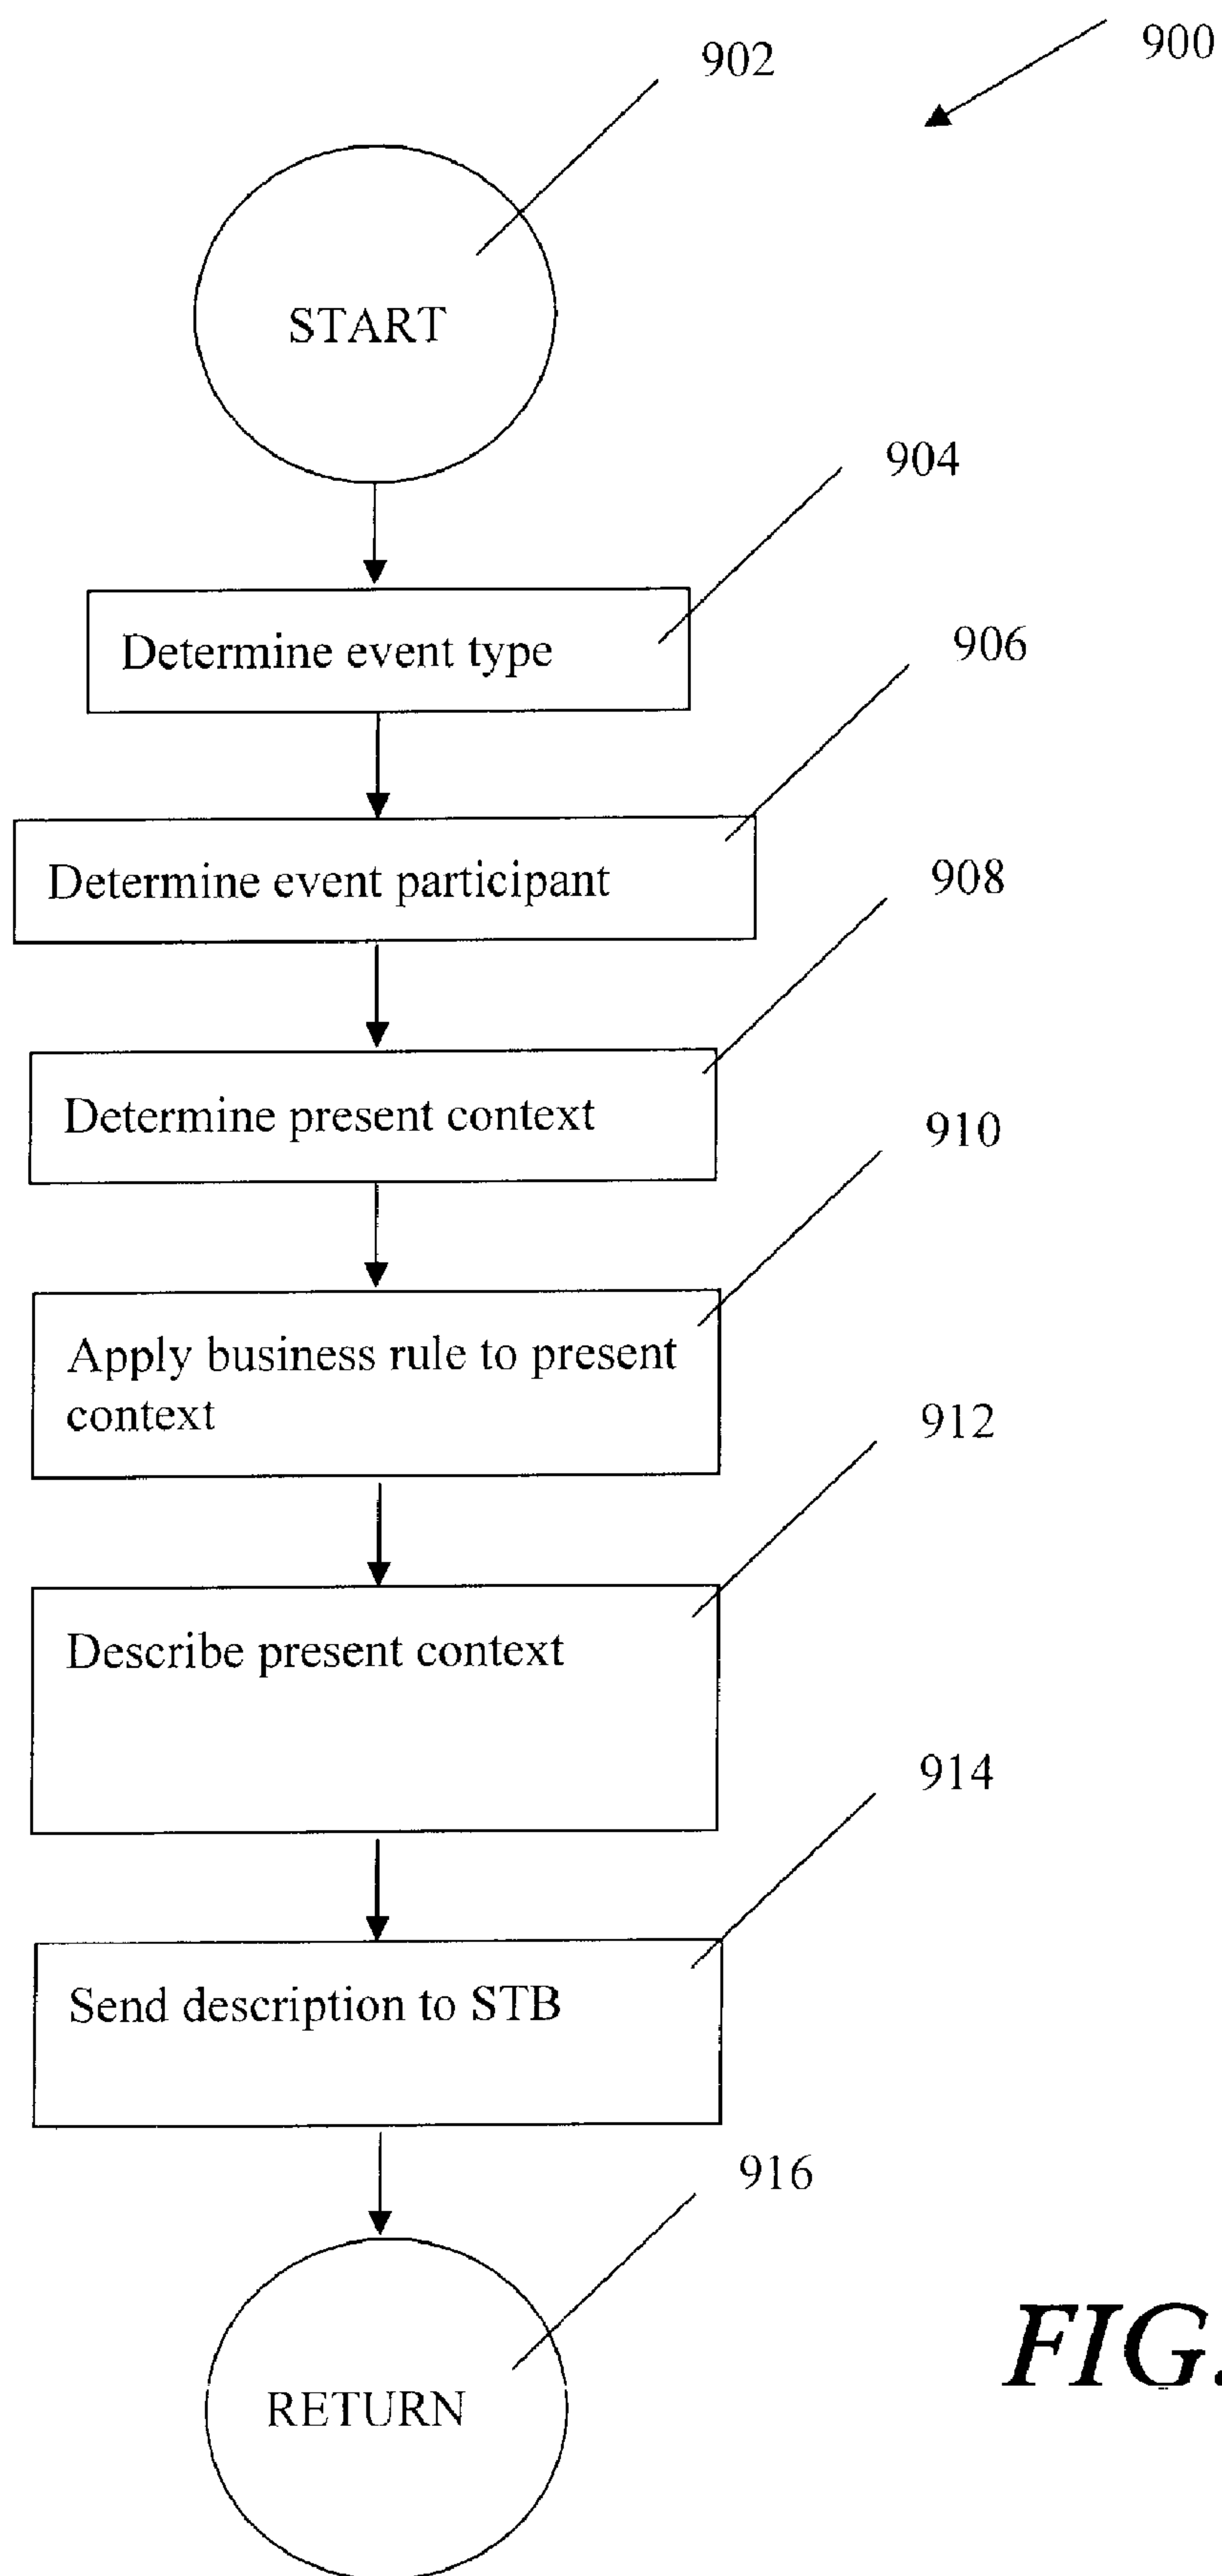 900
902
START
904
Determine event type
906
Determine event participant
908
Determine present context
910
Apply business rule to present
context
912
Describe present context
914
Send description to STB
916
RETURN
FIG.